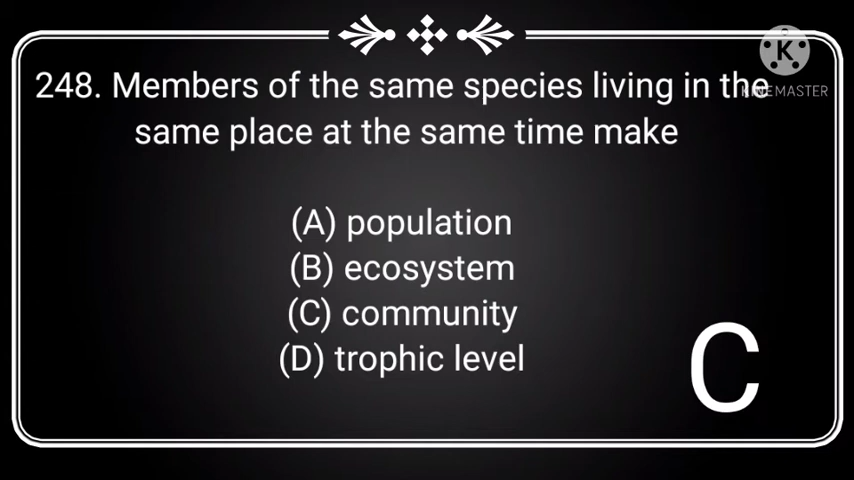 248. Members of the same species living in the
same place at the same time make
(A) population
(B) ecosystem
(C) community
(D) trophic level
C
K
KINEMASTER